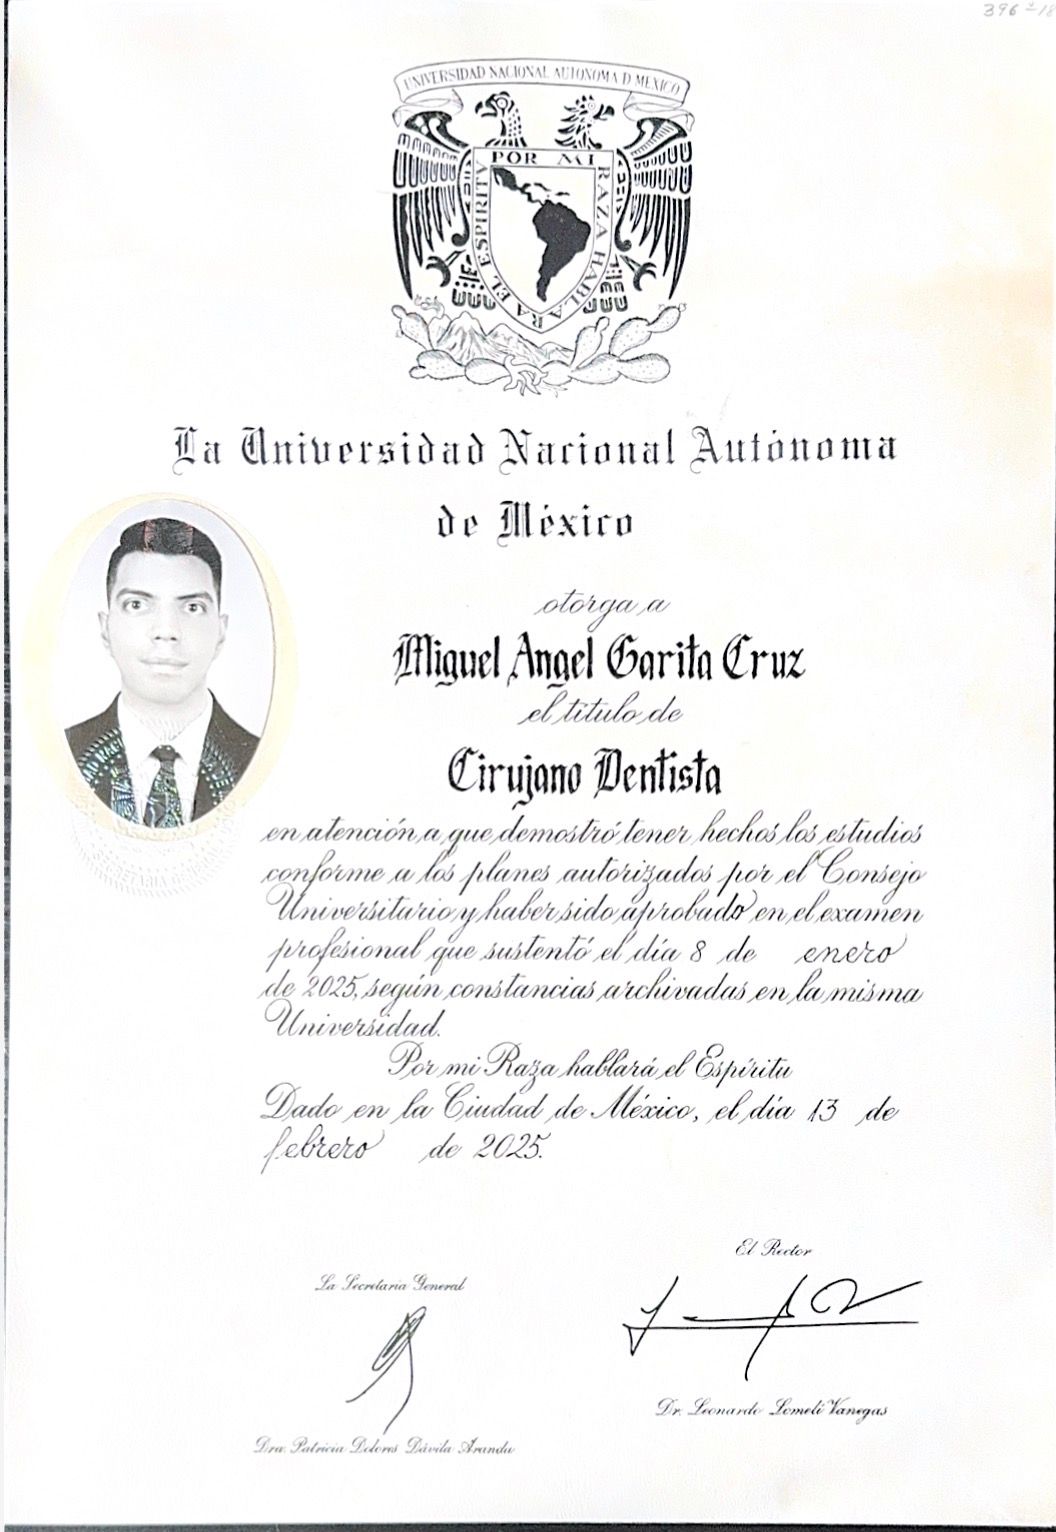 396 - 18
UNIVERSIDAD NACIONAL AUTONOMA D MEXICO
POR MI RAZA HABLARA EL ESPIRITV
La Universidad Nacional Autónoma
de México
otorga a
Miguel Angel Garita Cruz
el título de
Cirujano Dentista
en atención a que demostró tener hechos los estudios
conforme a los planes autorizados por el Consejo
Universitario y haber sido aprobado en el examen
profesional que sustentó el día 8 de enero
de 2025, según constancias archivadas en la misma
Universidad.
Por mi Raza hablará el Espíritu
Dado en la Ciudad de México, el día 13 de
febrero de 2025.
El Rector
La Secretaria General
Dr. Leonardo Lomelí Vanegas
Dra. Patricia Dolores Dávila Aranda